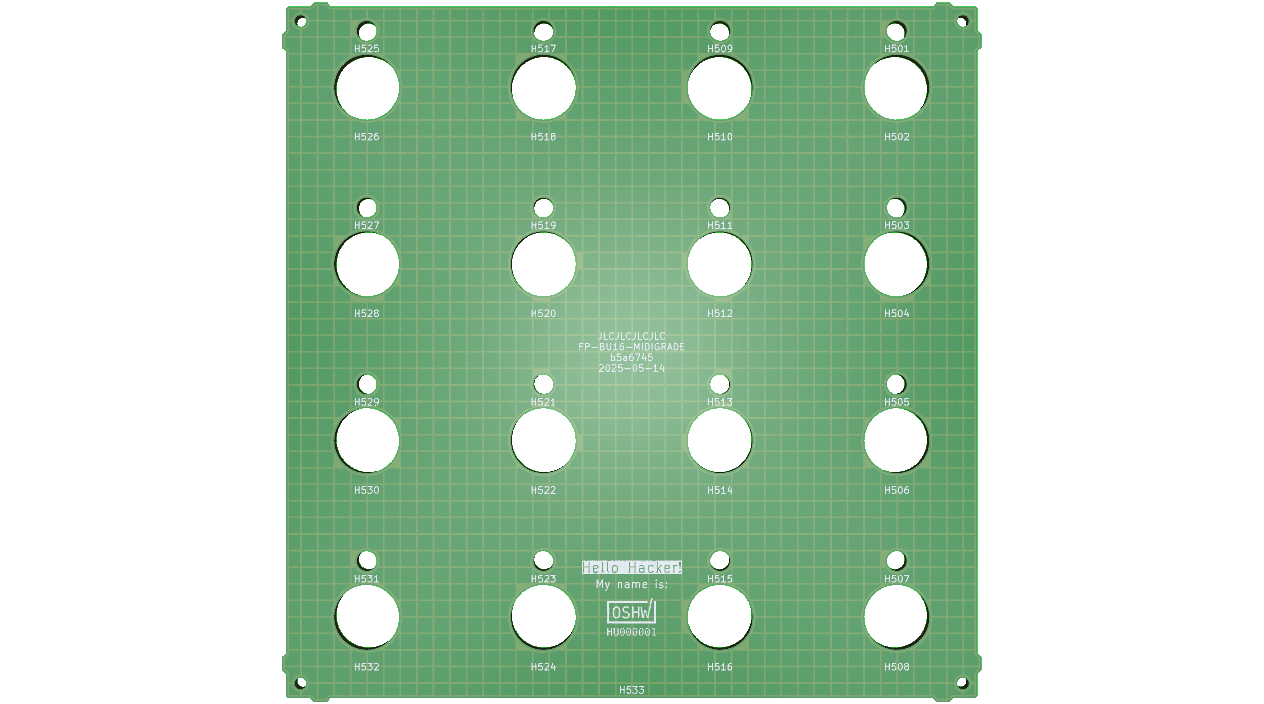 H525 H517 H509 H501
H526 H518 H510 H502
H527 H519 H511 H503
H528 H520 H512 H504
JLCJLCJLCJLC
FP-BU16-MIDIGRADE
b5a6745
2025-05-14
H529 H521 H513 H505
H530 H522 H514 H506
Hello Hacker!
H531 H523 H515 H507
My name is:
OSHW
HU000001
H532 H524 H516 H508
H533